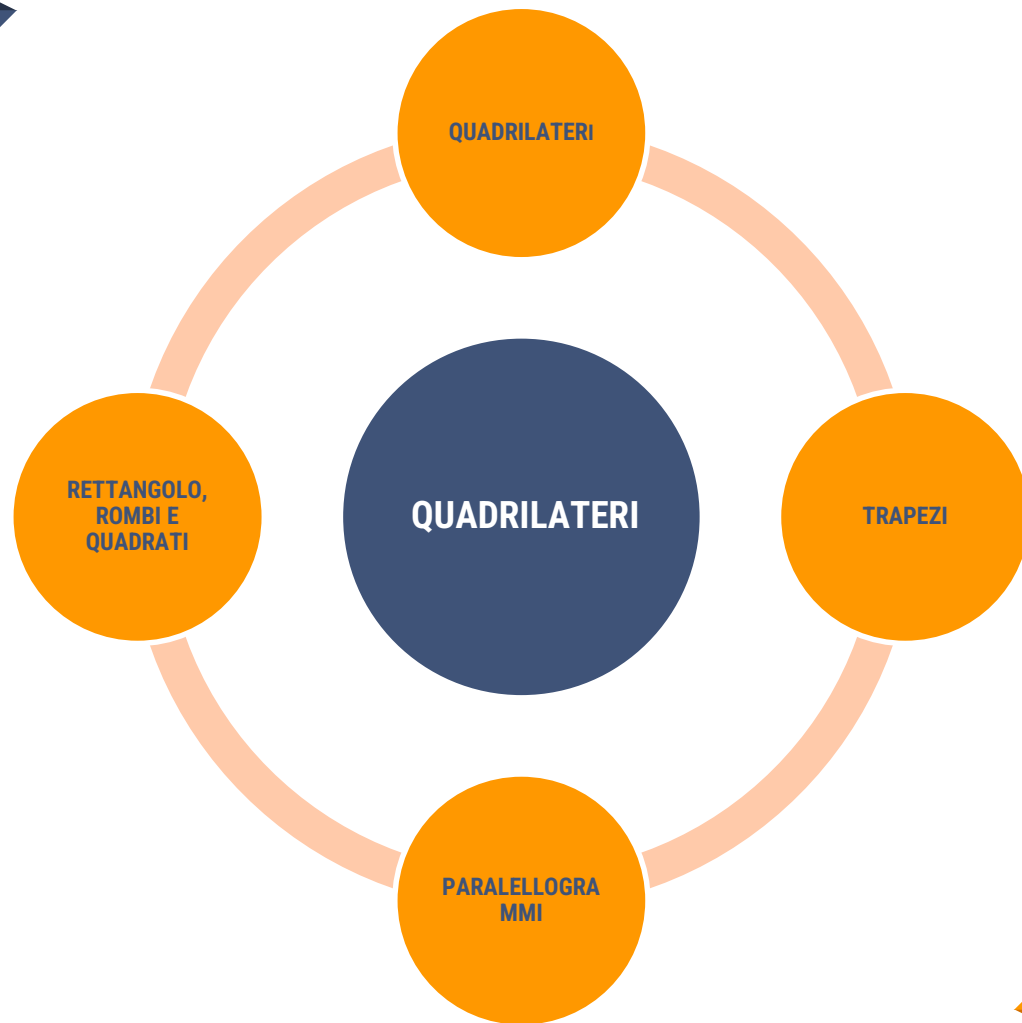 QUADRILATERI
RETTANGOLO,
ROMBI E
QUADRATI
QUADRILATERI
TRAPEZI
PARALELLOGRA
MMI